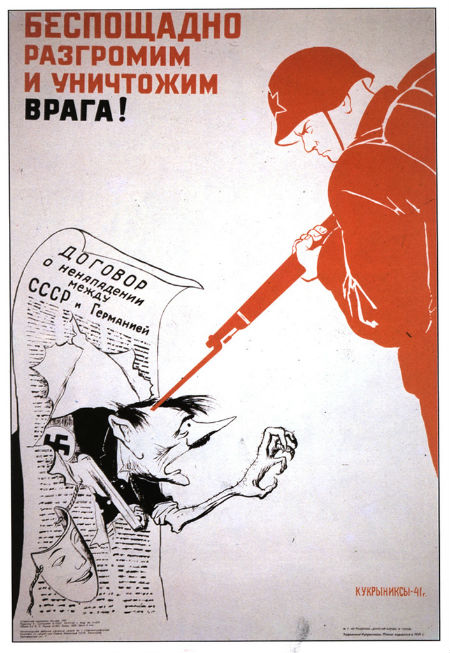 БЕСПОЩАДНО
РАЗГРОМИМ
И УНИЧТОЖИМ
ВРАГА!
ДОГОВОР
О НЕНАПАДЕНИИ
МЕЖДУ
СССР и Германией
КУКРЫНИКСЫ-41г.